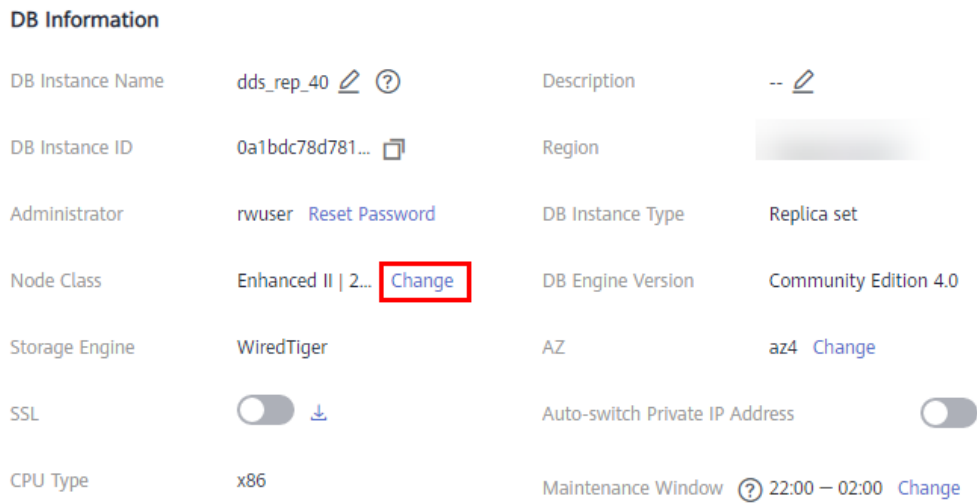 DB Information
DB Instance Name dds_rep_40 Description --
DB Instance ID 0a1bdc78d781... Region
Administrator rwuser Reset Password DB Instance Type Replica set
Node Class Enhanced II | 2... Change DB Engine Version Community Edition 4.0
Storage Engine WiredTiger AZ az4 Change
SSL Auto-switch Private IP Address
CPU Type x86 Maintenance Window ? 22:00 – 02:00 Change